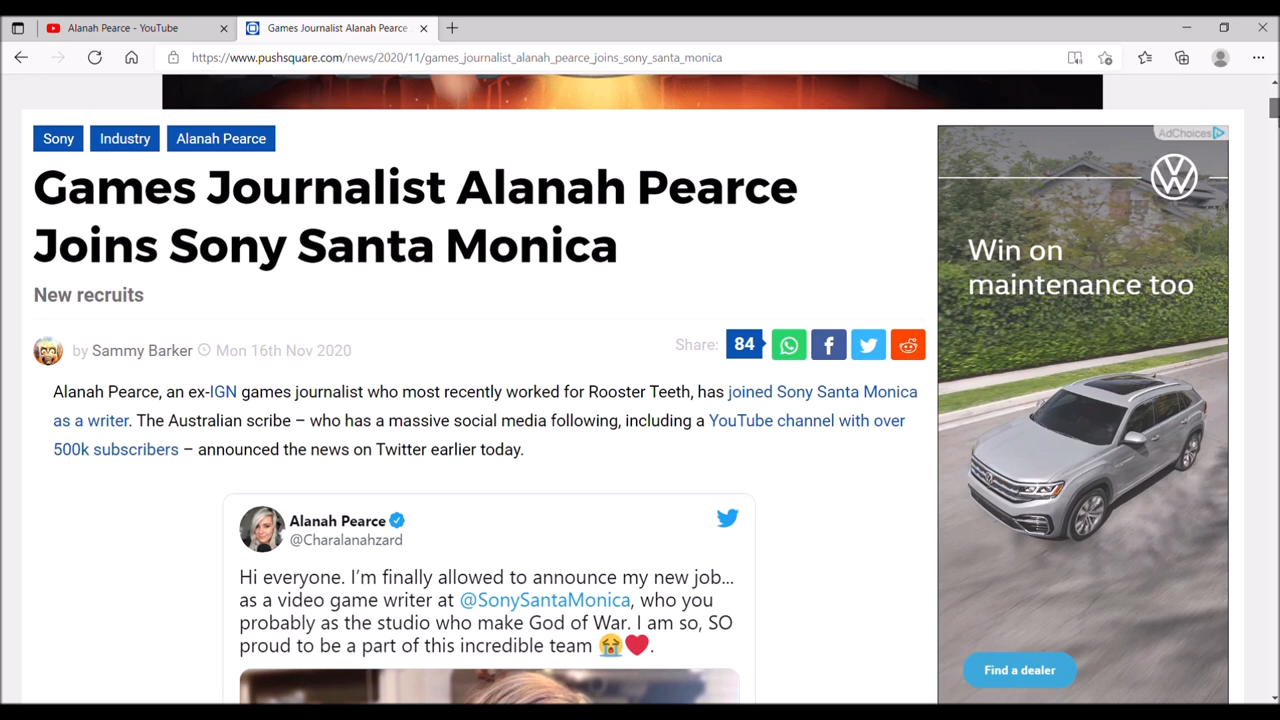 Alanah Pearce - YouTube
Games Journalist Alanah Pearce
https://www.pushsquare.com/news/2020/11/games_journalist_alanah_pearce_joins_sony_santa_monica
Sony Industry Alanah Pearce
Games Journalist Alanah Pearce
Joins Sony Santa Monica
New recruits
by Sammy Barker Mon 16th Nov 2020
Share: 84
Alanah Pearce, an ex-IGN games journalist who most recently worked for Rooster Teeth, has joined Sony Santa Monica
as a writer. The Australian scribe – who has a massive social media following, including a YouTube channel with over
500k subscribers – announced the news on Twitter earlier today.
Alanah Pearce
@Charalanahzard
Hi everyone. I’m finally allowed to announce my new job...
as a video game writer at @SonySantaMonica, who you
probably as the studio who make God of War. I am so, SO
proud to be a part of this incredible team 😭❤️.
AdChoices
Win on
maintenance too
Find a dealer